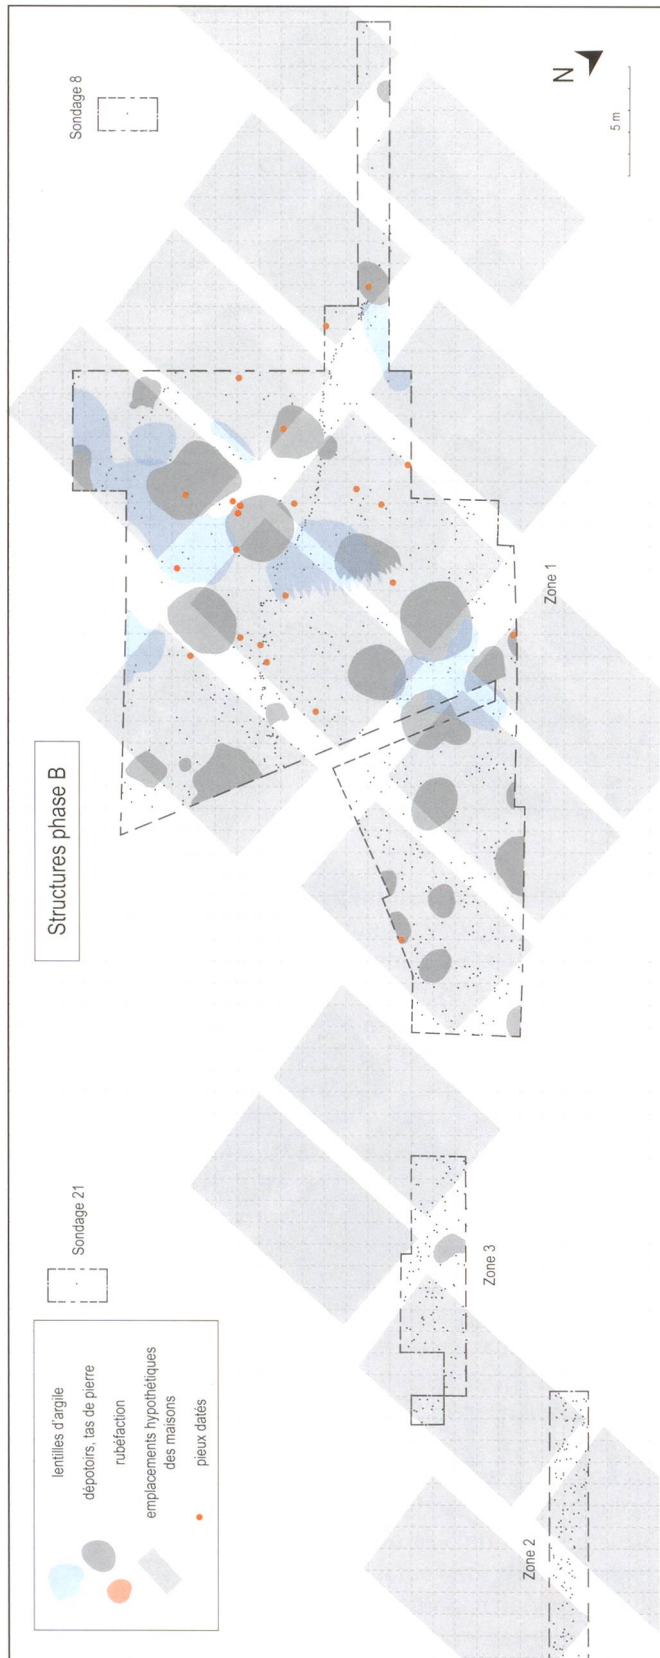 Structures phase B
Sondage 21
Sondage 8
lentilles d'argile
dépotoirs, tas de pierre
rubéfaction
emplacements hypothétiques
des maisons
pieux datés
Zone 2
Zone 3
Zone 1
N
5 m